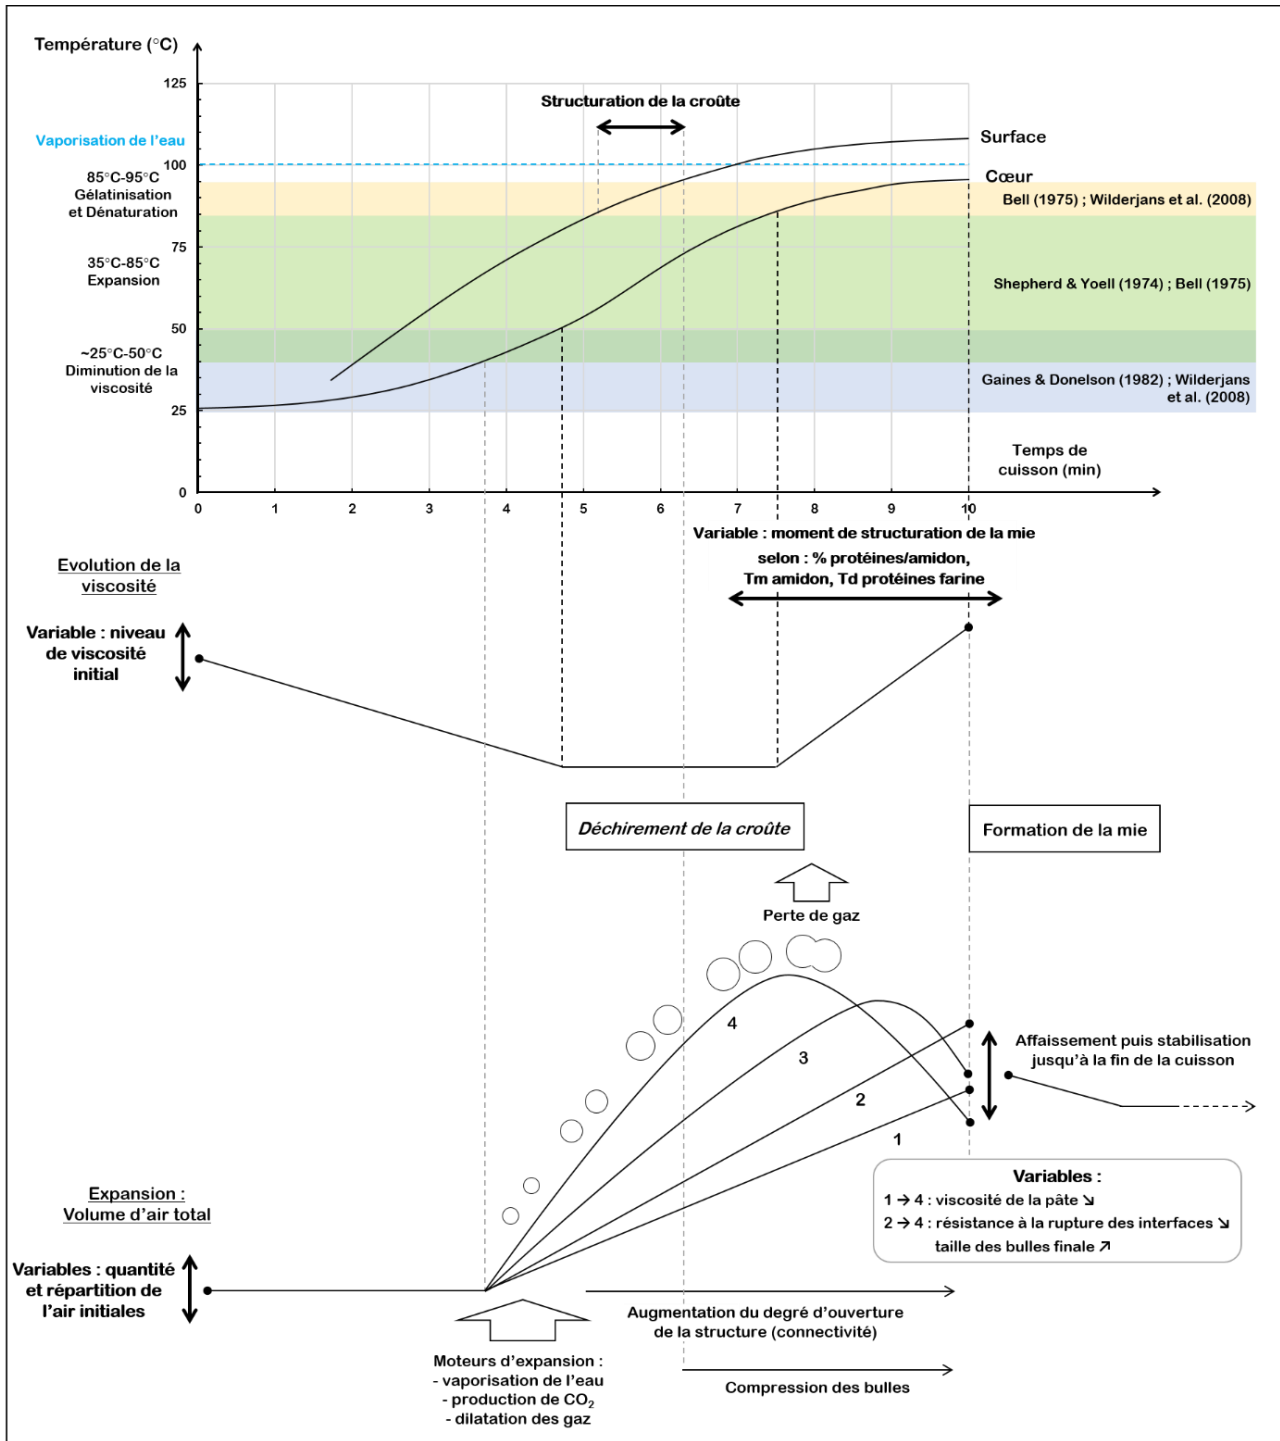 Température (°C)
125
Structuration de la croûte
Vaporisation de l'eau
Surface
100
85°C-95°C
Gélatinisation
et Dénaturation
Cœur
Bell (1975) ; Wilderjans et al. (2008)
75
35°C-85°C
Expansion
Shepherd & Yoell (1974) ; Bell (1975)
50
~25°C-50°C
Diminution de la
viscosité
Gaines & Donelson (1982) ; Wilderjans
et al. (2008)
25
Temps de
cuisson (min)
0
0 1 2 3 4 5 6 7 8 9 10
Variable : moment de structuration de la mie
selon : % protéines/amidon,
Tm amidon, Td protéines farine
Evolution de la
viscosité
Variable : niveau
de viscosité
initial
Déchirement de la croûte
Formation de la mie
Perte de gaz
4
3
2
1
Affaissement puis stabilisation
jusqu'à la fin de la cuisson
Variables :
1 → 4 : viscosité de la pâte ↘
2 → 4 : résistance à la rupture des interfaces ↘
taille des bulles finale ↗
Expansion :
Volume d'air total
Variables : quantité
et répartition de
l'air initiales
Augmentation du degré d'ouverture
de la structure (connectivité)
Moteurs d'expansion :
- vaporisation de l'eau
- production de CO₂
- dilatation des gaz
Compression des bulles